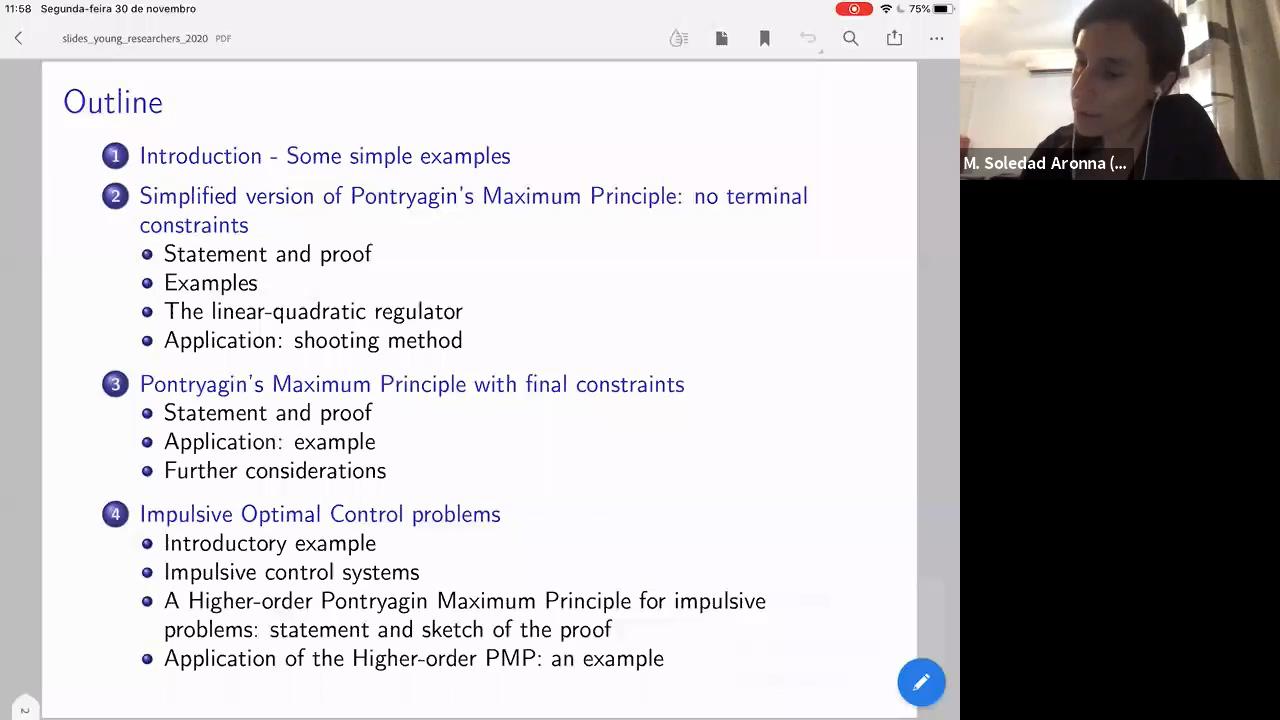 11:58 Segunda-feira 30 de novembro
75%
slides_young_researchers_2020 PDF
Outline
1 Introduction - Some simple examples
2 Simplified version of Pontryagin's Maximum Principle: no terminal
constraints
Statement and proof
Examples
The linear-quadratic regulator
Application: shooting method
3 Pontryagin's Maximum Principle with final constraints
Statement and proof
Application: example
Further considerations
4 Impulsive Optimal Control problems
Introductory example
Impulsive control systems
A Higher-order Pontryagin Maximum Principle for impulsive
problems: statement and sketch of the proof
Application of the Higher-order PMP: an example
2
M. Soledad Aronna (...